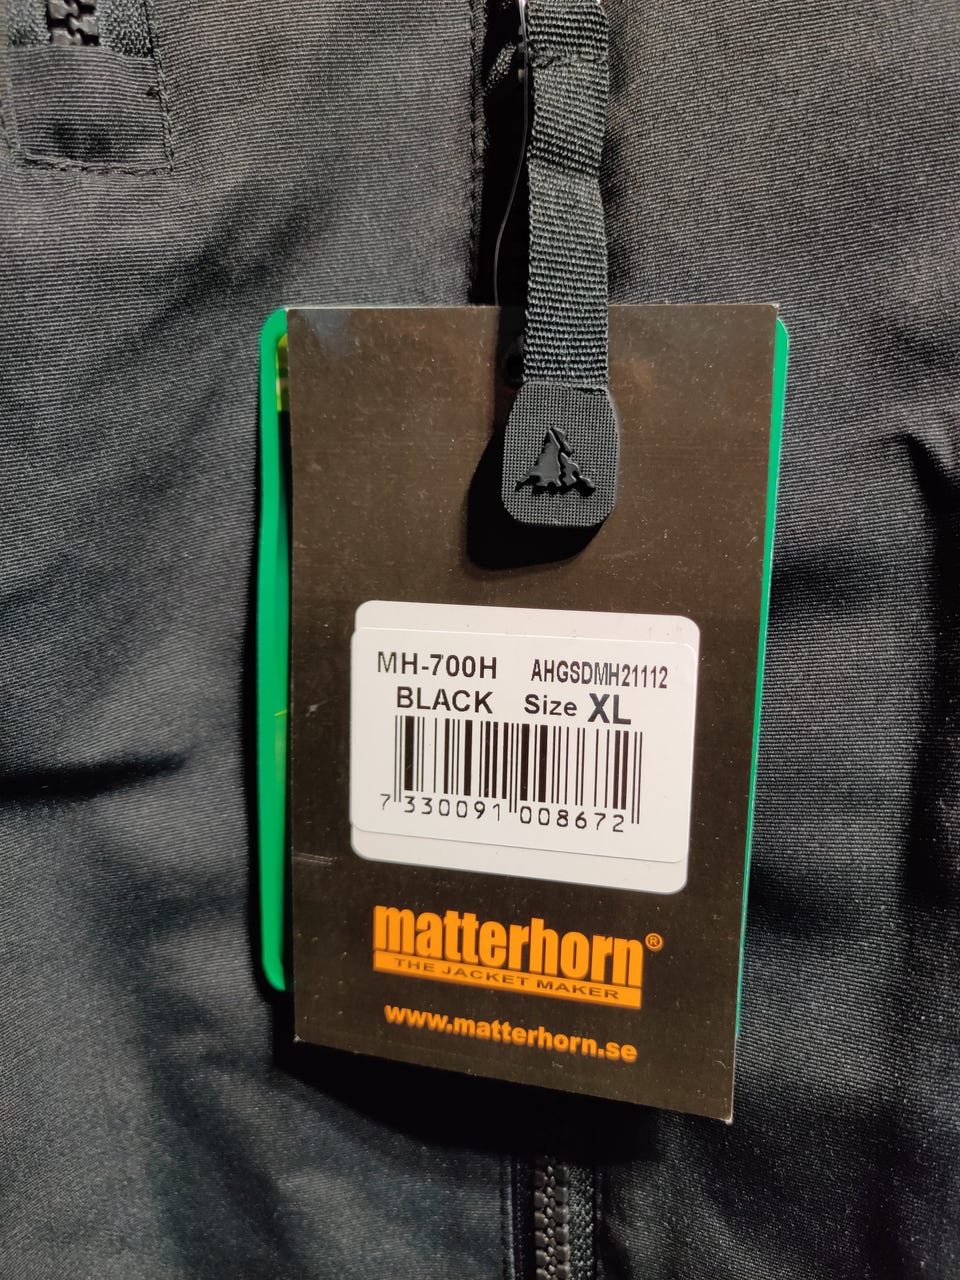 MH-700H AHGSDMH21112
BLACK Size XL
7 330091 008672
matterhorn®
THE JACKET MAKER
www.matterhorn.se